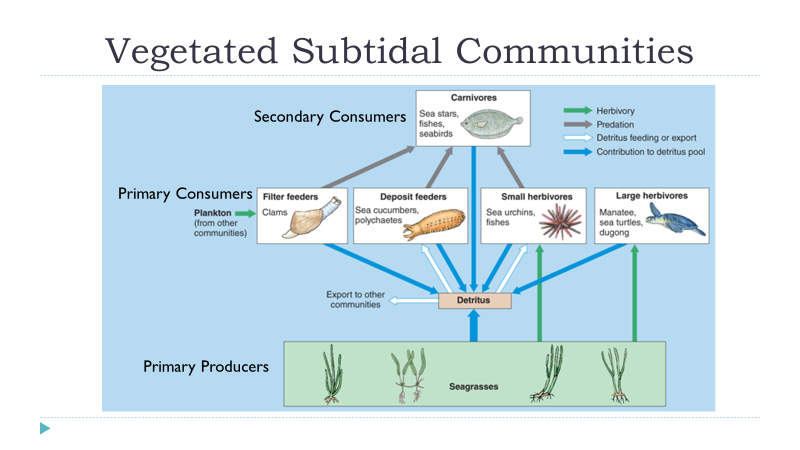 Vegetated Subtidal Communities
Carnivores
Sea stars,
fishes,
seabirds
Secondary Consumers
Herbivory
Predation
Detritus feeding or export
Contribution to detritus pool
Primary Consumers
Filter feeders
Clams
Deposit feeders
Sea cucumbers,
polychaetes
Small herbivores
Sea urchins,
fishes
Large herbivores
Manatee,
sea turtles,
dugong
Plankton
(from other
communities)
Export to other
communities
Detritus
Primary Producers
Seagrasses